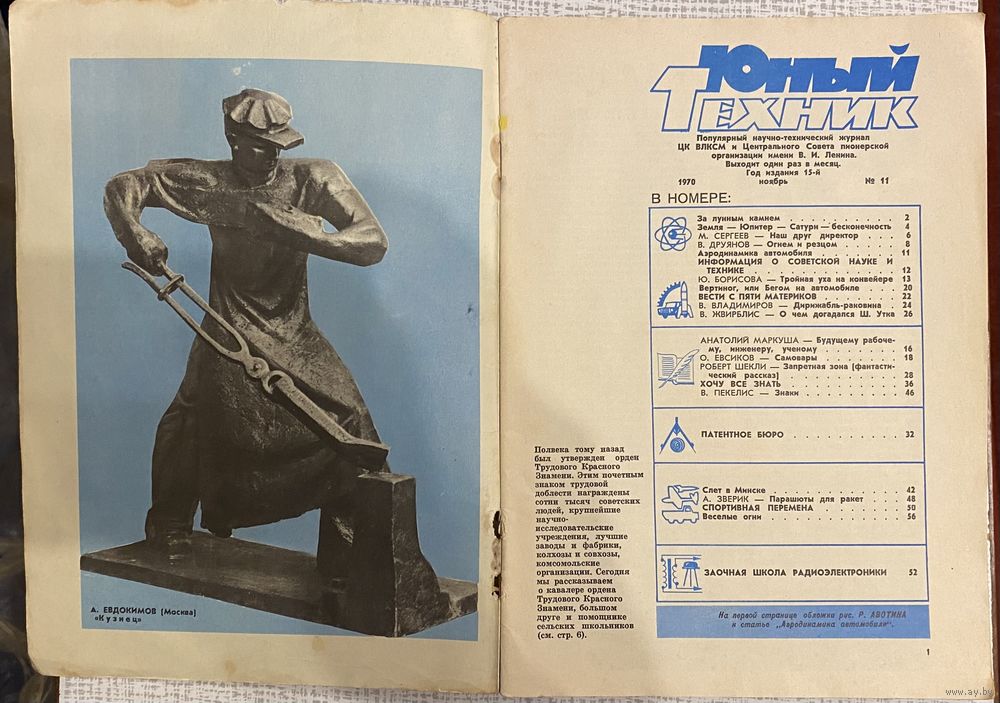 А. ЕВДОКИМОВ (Москва)
«Кузнец»
Юный
Техник
Популярный научно-технический журнал
ЦК ВЛКСМ и Центрального Совета пионерской
организации имени В. И. Ленина.
Выходит один раз в месяц.
Год издания 15-й
1970 ноябрь № 11
В НОМЕРЕ:
За лунным камнем . . . . . . . . . . . 2
Земля — Юпитер — Сатурн — бесконечность 4
М. СЕРГЕЕВ — Наш друг директор . . . . 6
В. ДРУЯНОВ — Огнем и резцом . . . . . . 8
Аэродинамика автомобиля . . . . . . . . 11
ИНФОРМАЦИЯ О СОВЕТСКОЙ НАУКЕ И
ТЕХНИКЕ . . . . . . . . . . . . . . 12
Ю. БОРИСОВА — Тройная уха на конвейере 13
Вертиног, или Бегом на автомобиле . . . . 20
ВЕСТИ С ПЯТИ МАТЕРИКОВ . . . . . . . 22
В. ВЛАДИМИРОВ — Дирижабль-раковина . 24
В. ЖВИРБЛИС — О чем догадался Ш. Утка 26
АНАТОЛИЙ МАРКУША — Будущему рабоче-
му, инженеру, ученому . . . . . . . . 16
О. ЕВСИКОВ — Самовары . . . . . . . . 18
РОБЕРТ ШЕКЛИ — Запретная зона (фантасти-
ческий рассказ) . . . . . . . . . . . 28
ХОЧУ ВСЕ ЗНАТЬ . . . . . . . . . . . 36
В. ПЕКЕЛИС — Знаки . . . . . . . . . . 46
ПАТЕНТНОЕ БЮРО . . . . . . . . . . 32
Слет в Минске . . . . . . . . . . . . 42
А. ЗВЕРИК — Парашюты для ракет . . . . 48
СПОРТИВНАЯ ПЕРЕМЕНА . . . . . . . . 50
Веселые огни . . . . . . . . . . . . . 56
ЗАОЧНАЯ ШКОЛА РАДИОЭЛЕКТРОНИКИ 52
На первой странице обложки рис. Р. АВОТИНА
к статье „Аэродинамика автомобиля".
Полвека тому назад
был утвержден орден
Трудового Красного
Знамени. Этим почетным
знаком трудовой
доблести награждены
сотни тысяч советских
людей, крупнейшие
научно-
исследовательские
учреждения, лучшие
заводы и фабрики,
колхозы и совхозы,
комсомольские
организации. Сегодня
мы рассказываем
о кавалере ордена
Трудового Красного
Знамени, большом
друге и помощнике
сельских школьников
(см. стр. 6).
1
www.ay.by